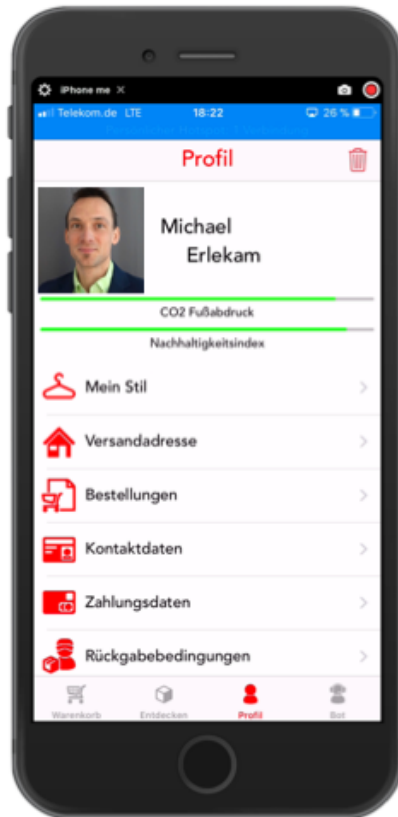 iPhone me X
Telekom.de LTE 18:22 26 %
Profil
Michael
Erlekam
CO2 Fußabdruck
Nachhaltigkeitsindex
Mein Stil
Versandadresse
Bestellungen
Kontaktdaten
Zahlungsdaten
Rückgabebedingungen
Warenkorb Entdecken Profil Bot